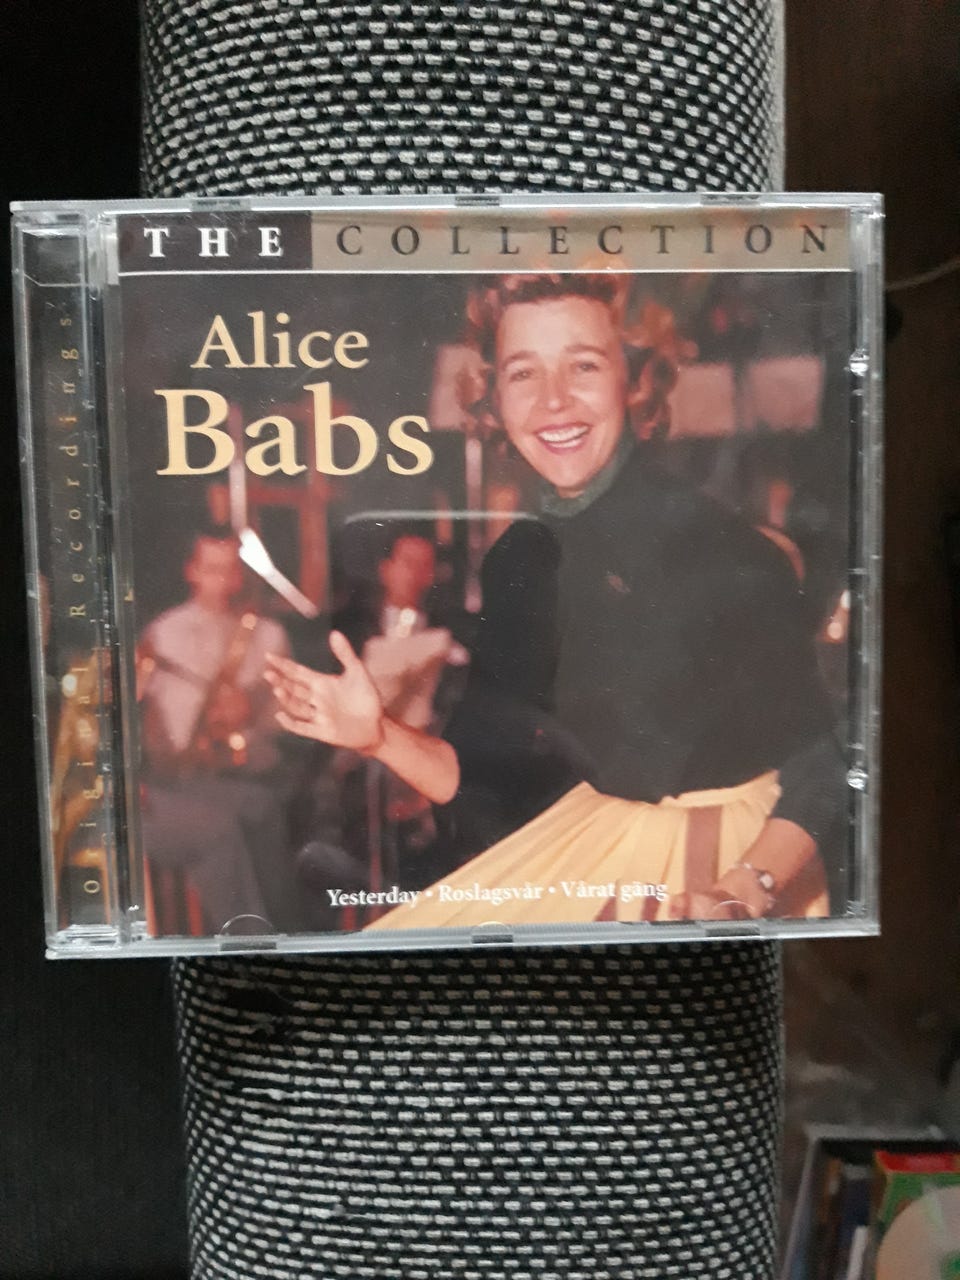 THE COLLECTION
Alice
Babs
Yesterday • Roslagsvår • Vårat gäng
Original Recordings